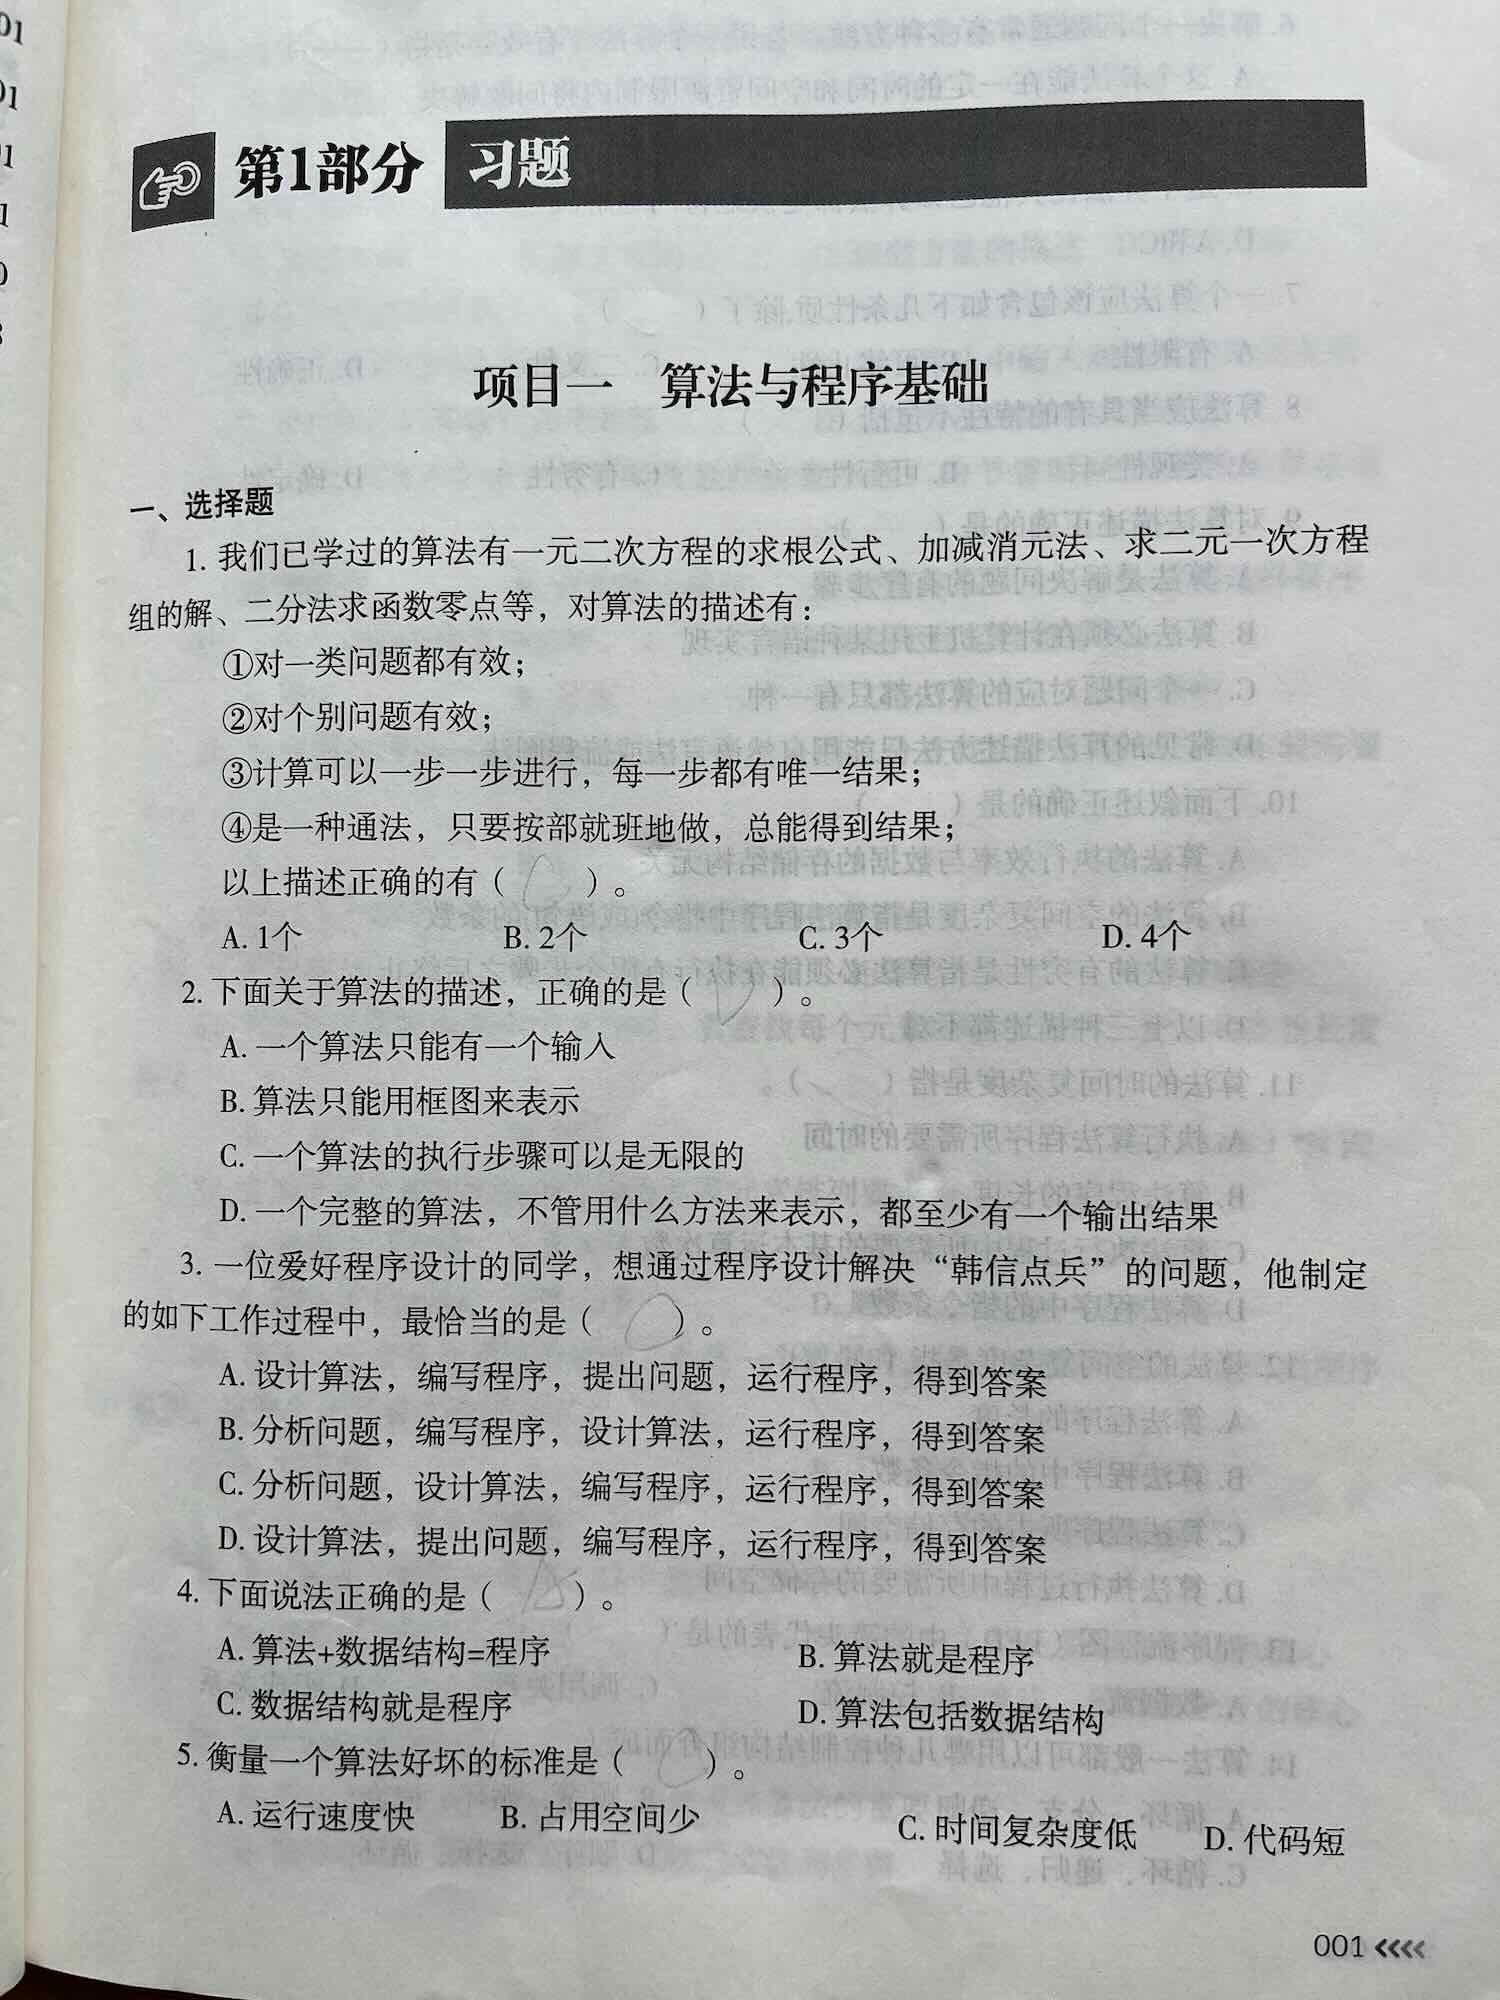 01
01
01
1
0
3
第1部分 习题
项目一 算法与程序基础
一、选择题
1. 我们已学过的算法有一元二次方程的求根公式、加减消元法、求二元一次方程
组的解、二分法求函数零点等，对算法的描述有：
①对一类问题都有效；
②对个别问题有效；
③计算可以一步一步进行，每一步都有唯一结果；
④是一种通法，只要按部就班地做，总能得到结果；
以上描述正确的有（ C ）。
A. 1个 B. 2个 C. 3个 D. 4个
2. 下面关于算法的描述，正确的是（ D ）。
A. 一个算法只能有一个输入
B. 算法只能用框图来表示
C. 一个算法的执行步骤可以是无限的
D. 一个完整的算法，不管用什么方法来表示，都至少有一个输出结果
3. 一位爱好程序设计的同学，想通过程序设计解决“韩信点兵”的问题，他制定
的如下工作过程中，最恰当的是（ C ）。
A. 设计算法，编写程序，提出问题，运行程序，得到答案
B. 分析问题，编写程序，设计算法，运行程序，得到答案
C. 分析问题，设计算法，编写程序，运行程序，得到答案
D. 设计算法，提出问题，编写程序，运行程序，得到答案
4. 下面说法正确的是（ A ）。
A. 算法+数据结构=程序 B. 算法就是程序
C. 数据结构就是程序 D. 算法包括数据结构
5. 衡量一个算法好坏的标准是（ C ）。
A. 运行速度快 B. 占用空间少 C. 时间复杂度低 D. 代码短
001